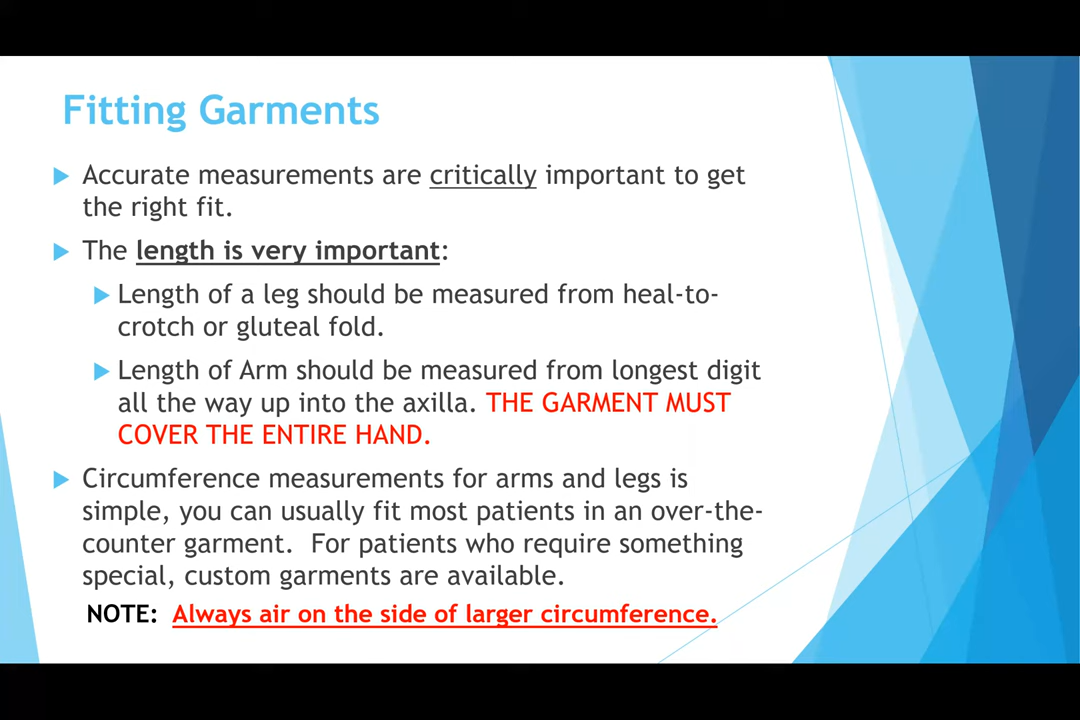 Fitting Garments
Accurate measurements are critically important to get
the right fit.
The length is very important:
Length of a leg should be measured from heal-to-
crotch or gluteal fold.
Length of Arm should be measured from longest digit
all the way up into the axilla. THE GARMENT MUST
COVER THE ENTIRE HAND.
Circumference measurements for arms and legs is
simple, you can usually fit most patients in an over-the-
counter garment.  For patients who require something
special, custom garments are available.
NOTE:  Always air on the side of larger circumference.